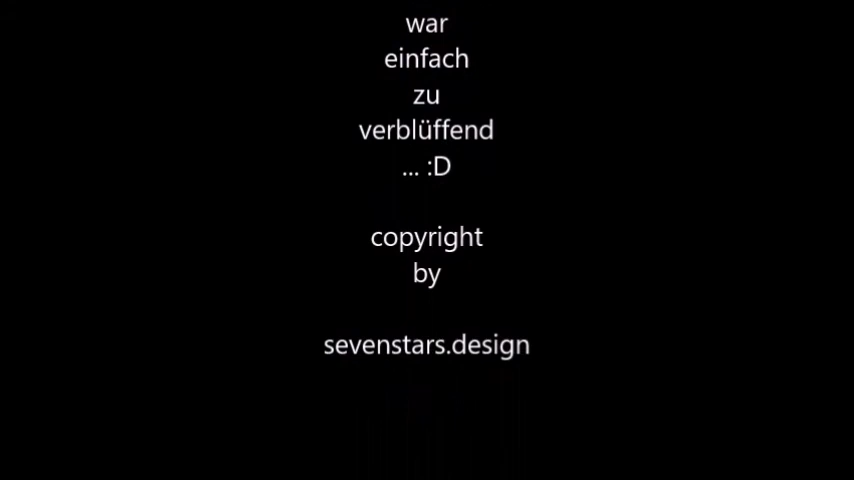 war
einfach
zu
verblüffend
... :D
copyright
by
sevenstars.design